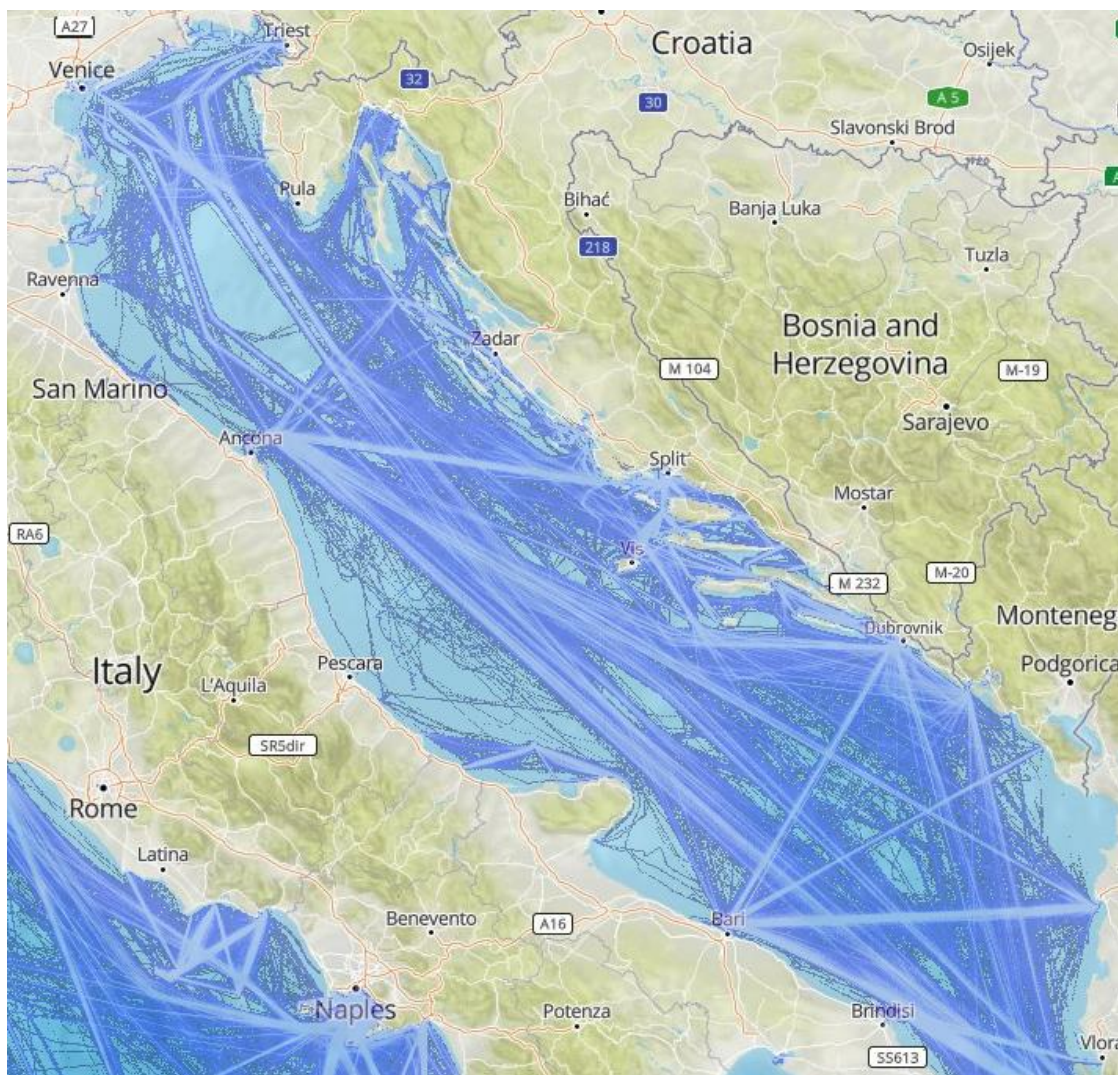 A27
Triest
Venice
Croatia
Osijek
32
30
A 5
Slavonski Brod
Pula
Bihać
Banja Luka
218
Tuzla
Ravenna
Zadar
Bosnia and
Herzegovina
M 104
M-19
San Marino
Sarajevo
Ancona
Split
Mostar
RA6
Vis
M 232
M-20
Dubrovnik
Monteneg
Italy
Pescara
Podgorica
L'Aquila
SR5dir
Rome
Latina
Benevento
A16
Bari
Naples
Potenza
Brindisi
Vlora
SS613